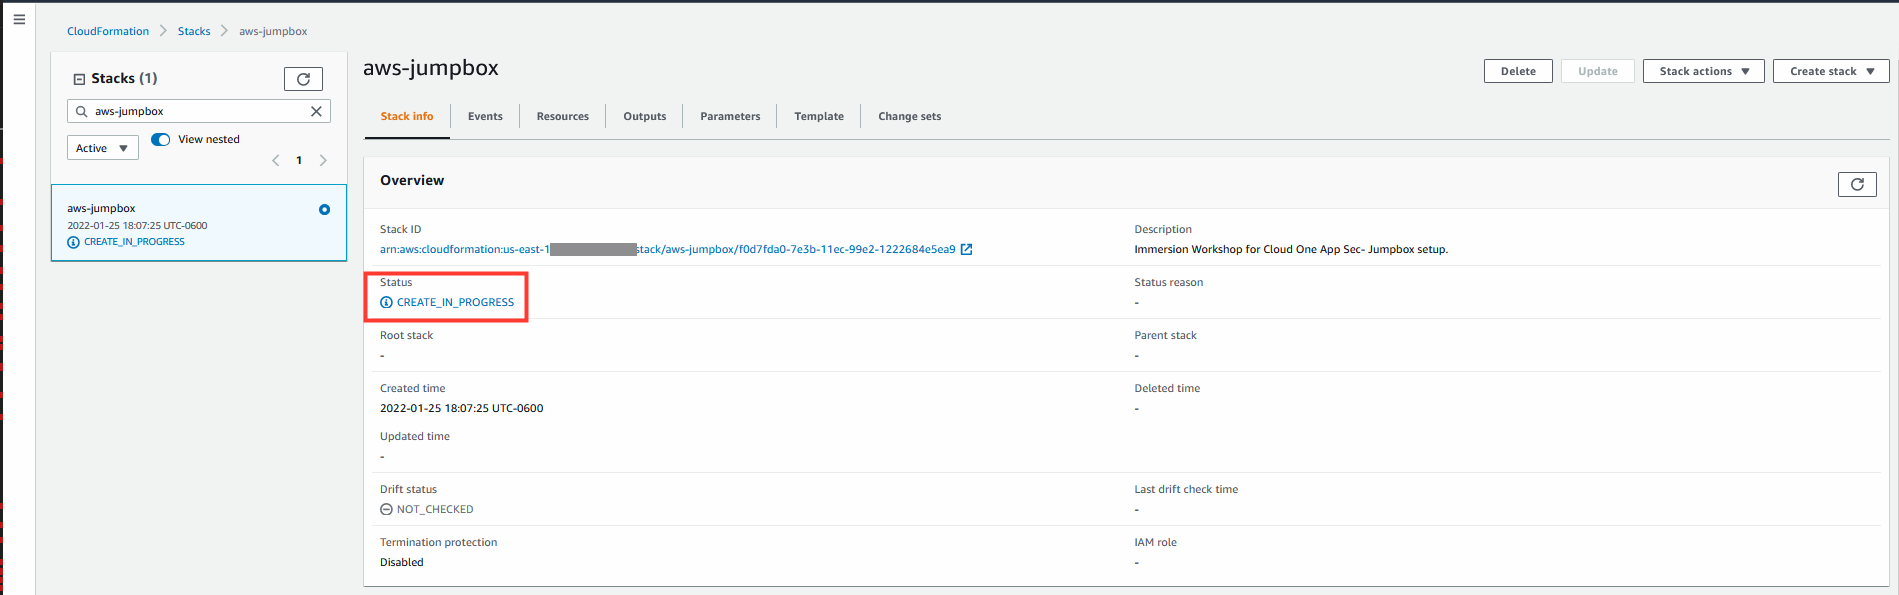 CloudFormation > Stacks > aws-jumpbox
Stacks (1)
aws-jumpbox
Active
View nested
1
aws-jumpbox
2022-01-25 18:07:25 UTC-0600
CREATE_IN_PROGRESS
aws-jumpbox
Delete
Update
Stack actions
Create stack
Stack info
Events
Resources
Outputs
Parameters
Template
Change sets
Overview
Stack ID
arn:aws:cloudformation:us-east-1 stack/aws-jumpbox/f0d7fda0-7e3b-11ec-99e2-1222684e5ea9
Description
Immersion Workshop for Cloud One App Sec- Jumpbox setup.
Status
CREATE_IN_PROGRESS
Status reason
-
Root stack
-
Parent stack
-
Created time
2022-01-25 18:07:25 UTC-0600
Deleted time
-
Updated time
-
Drift status
NOT_CHECKED
Last drift check time
-
Termination protection
Disabled
IAM role
-